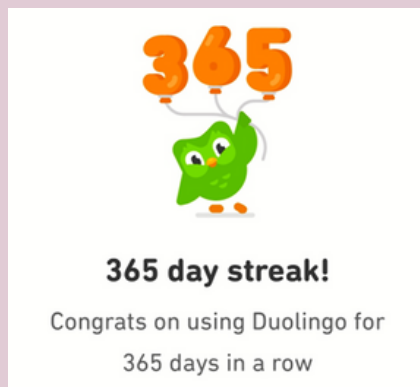 365
365 day streak!
Congrats on using Duolingo for
365 days in a row